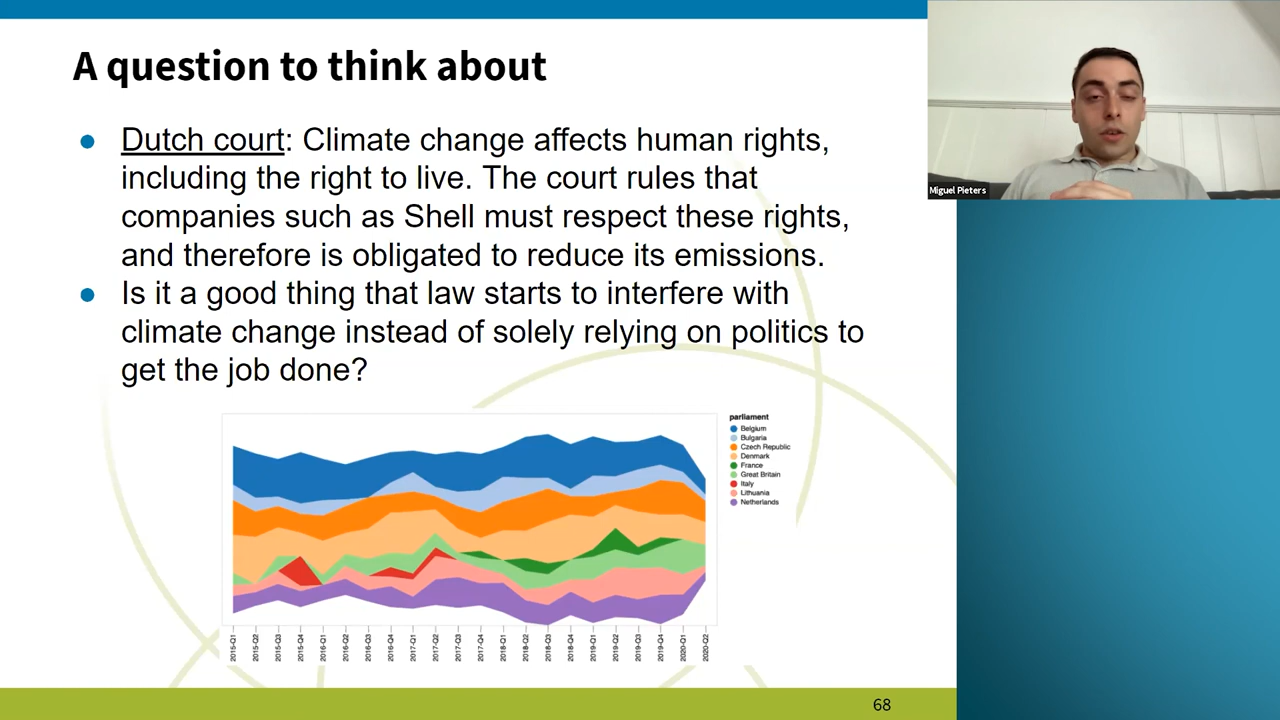 A question to think about
Dutch court: Climate change affects human rights,
including the right to live. The court rules that
companies such as Shell must respect these rights,
and therefore is obligated to reduce its emissions.
Is it a good thing that law starts to interfere with
climate change instead of solely relying on politics to
get the job done?
Miguel Pieters
parliament
Belgium
Bulgaria
Czech Republic
Denmark
France
Great Britain
Italy
Lithuania
Netherlands
2015-Q1
2015-Q2
2015-Q3
2015-Q4
2016-Q1
2016-Q2
2016-Q3
2016-Q4
2017-Q1
2017-Q2
2017-Q3
2017-Q4
2018-Q1
2018-Q2
2018-Q3
2018-Q4
2019-Q1
2019-Q2
2019-Q3
2019-Q4
2020-Q1
2020-Q2
68